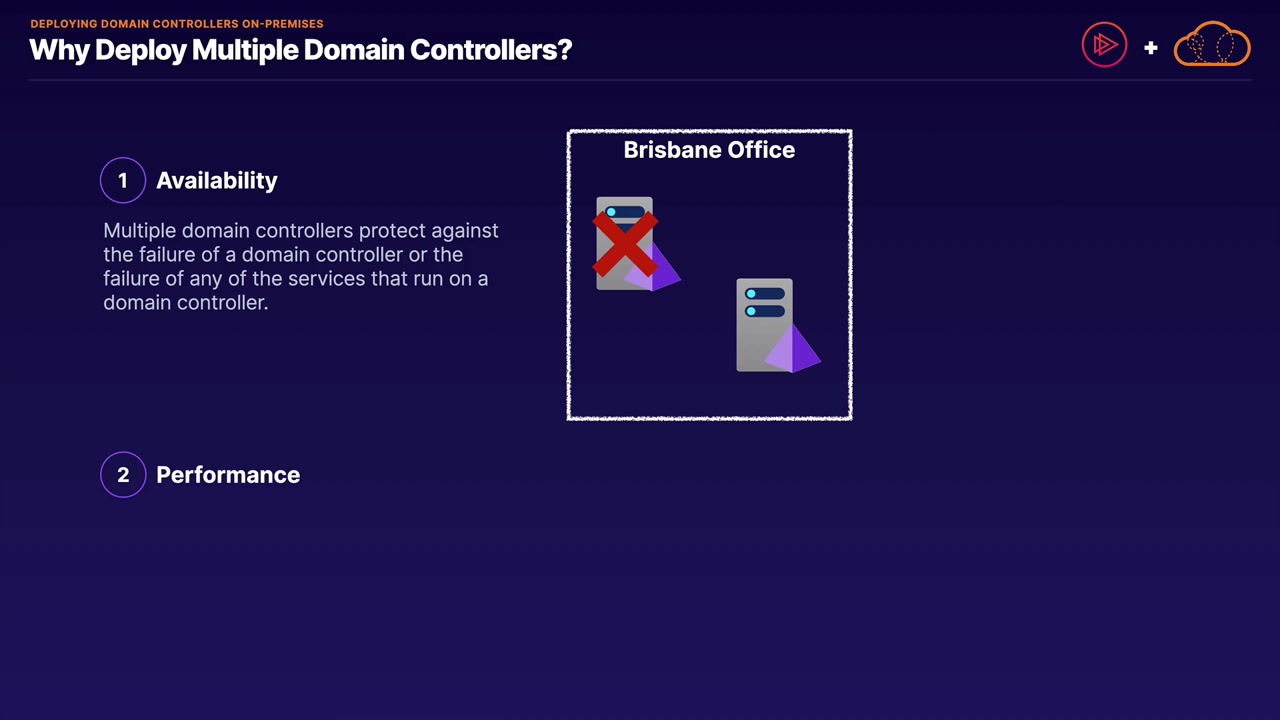 DEPLOYING DOMAIN CONTROLLERS ON-PREMISES
Why Deploy Multiple Domain Controllers?
1 Availability
Multiple domain controllers protect against
the failure of a domain controller or the
failure of any of the services that run on a
domain controller.
Brisbane Office
2 Performance